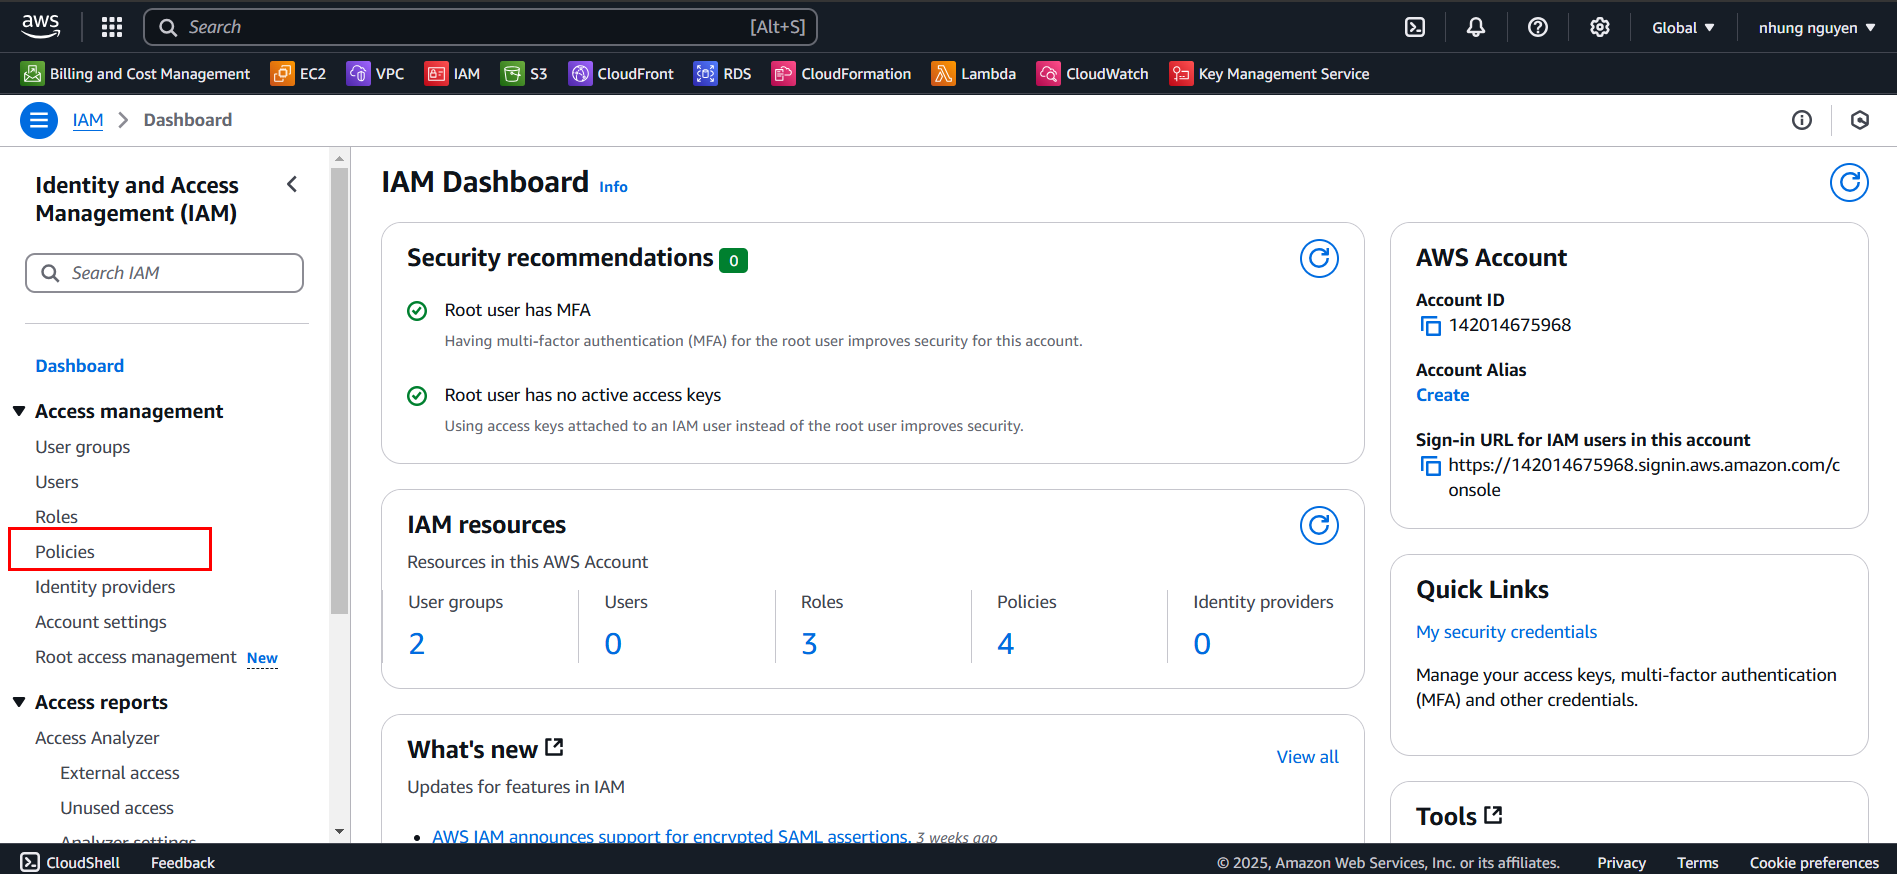 aws
Search [Alt+S]
Global
nhung nguyen
Billing and Cost Management
EC2
VPC
IAM
S3
CloudFront
RDS
CloudFormation
Lambda
CloudWatch
Key Management Service
IAM
Dashboard
Identity and Access
Management (IAM)
Search IAM
Dashboard
Access management
User groups
Users
Roles
Policies
Identity providers
Account settings
Root access management New
Access reports
Access Analyzer
External access
Unused access
Analyzer settings
IAM Dashboard Info
Security recommendations 0
Root user has MFA
Having multi-factor authentication (MFA) for the root user improves security for this account.
Root user has no active access keys
Using access keys attached to an IAM user instead of the root user improves security.
IAM resources
Resources in this AWS Account
User groups
2
Users
0
Roles
3
Policies
4
Identity providers
0
What's new
View all
Updates for features in IAM
AWS IAM announces support for encrypted SAML assertions. 3 weeks ago
AWS Account
Account ID
142014675968
Account Alias
Create
Sign-in URL for IAM users in this account
https://142014675968.signin.aws.amazon.com/c
onsole
Quick Links
My security credentials
Manage your access keys, multi-factor authentication
(MFA) and other credentials.
Tools
CloudShell
Feedback
© 2025, Amazon Web Services, Inc. or its affiliates.
Privacy
Terms
Cookie preferences